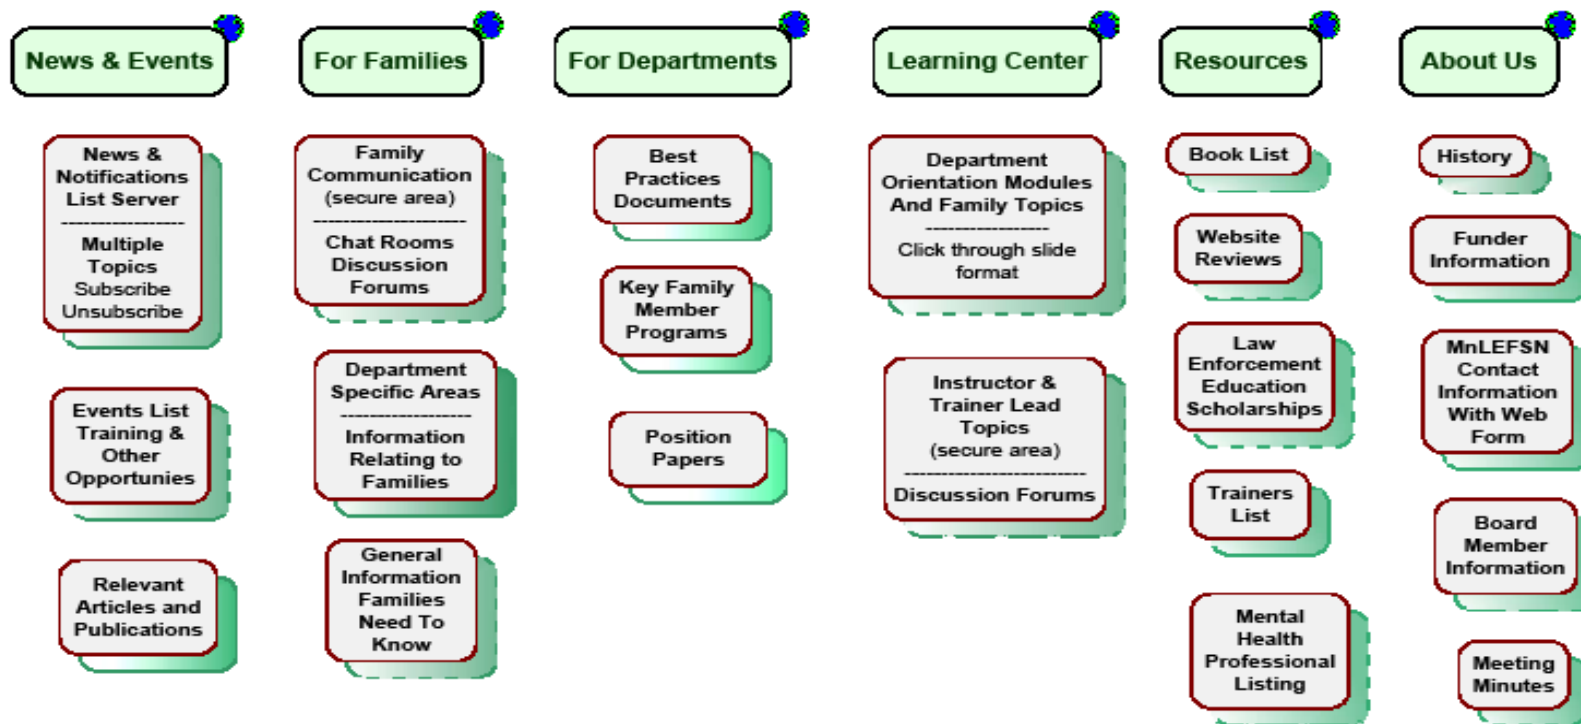 News & Events
For Families
For Departments
Learning Center
Resources
About Us
News &
Notifications
List Server
------------------
Multiple
Topics
Subscribe
Unsubscribe
Events List
Training &
Other
Opportunies
Relevant
Articles and
Publications
Family
Communication
(secure area)
----------------------
Chat Rooms
Discussion
Forums
Department
Specific Areas
-------------------
Information
Relating to
Families
General
Information
Families
Need To
Know
Best
Practices
Documents
Key Family
Member
Programs
Position
Papers
Department
Orientation Modules
And Family Topics
------------------
Click through slide
format
Instructor &
Trainer Lead
Topics
(secure area)
--------------------------
Discussion Forums
Book List
Website
Reviews
Law
Enforcement
Education
Scholarships
Trainers
List
Mental
Health
Professional
Listing
History
Funder
Information
MnLEFSN
Contact
Information
With Web
Form
Board
Member
Information
Meeting
Minutes